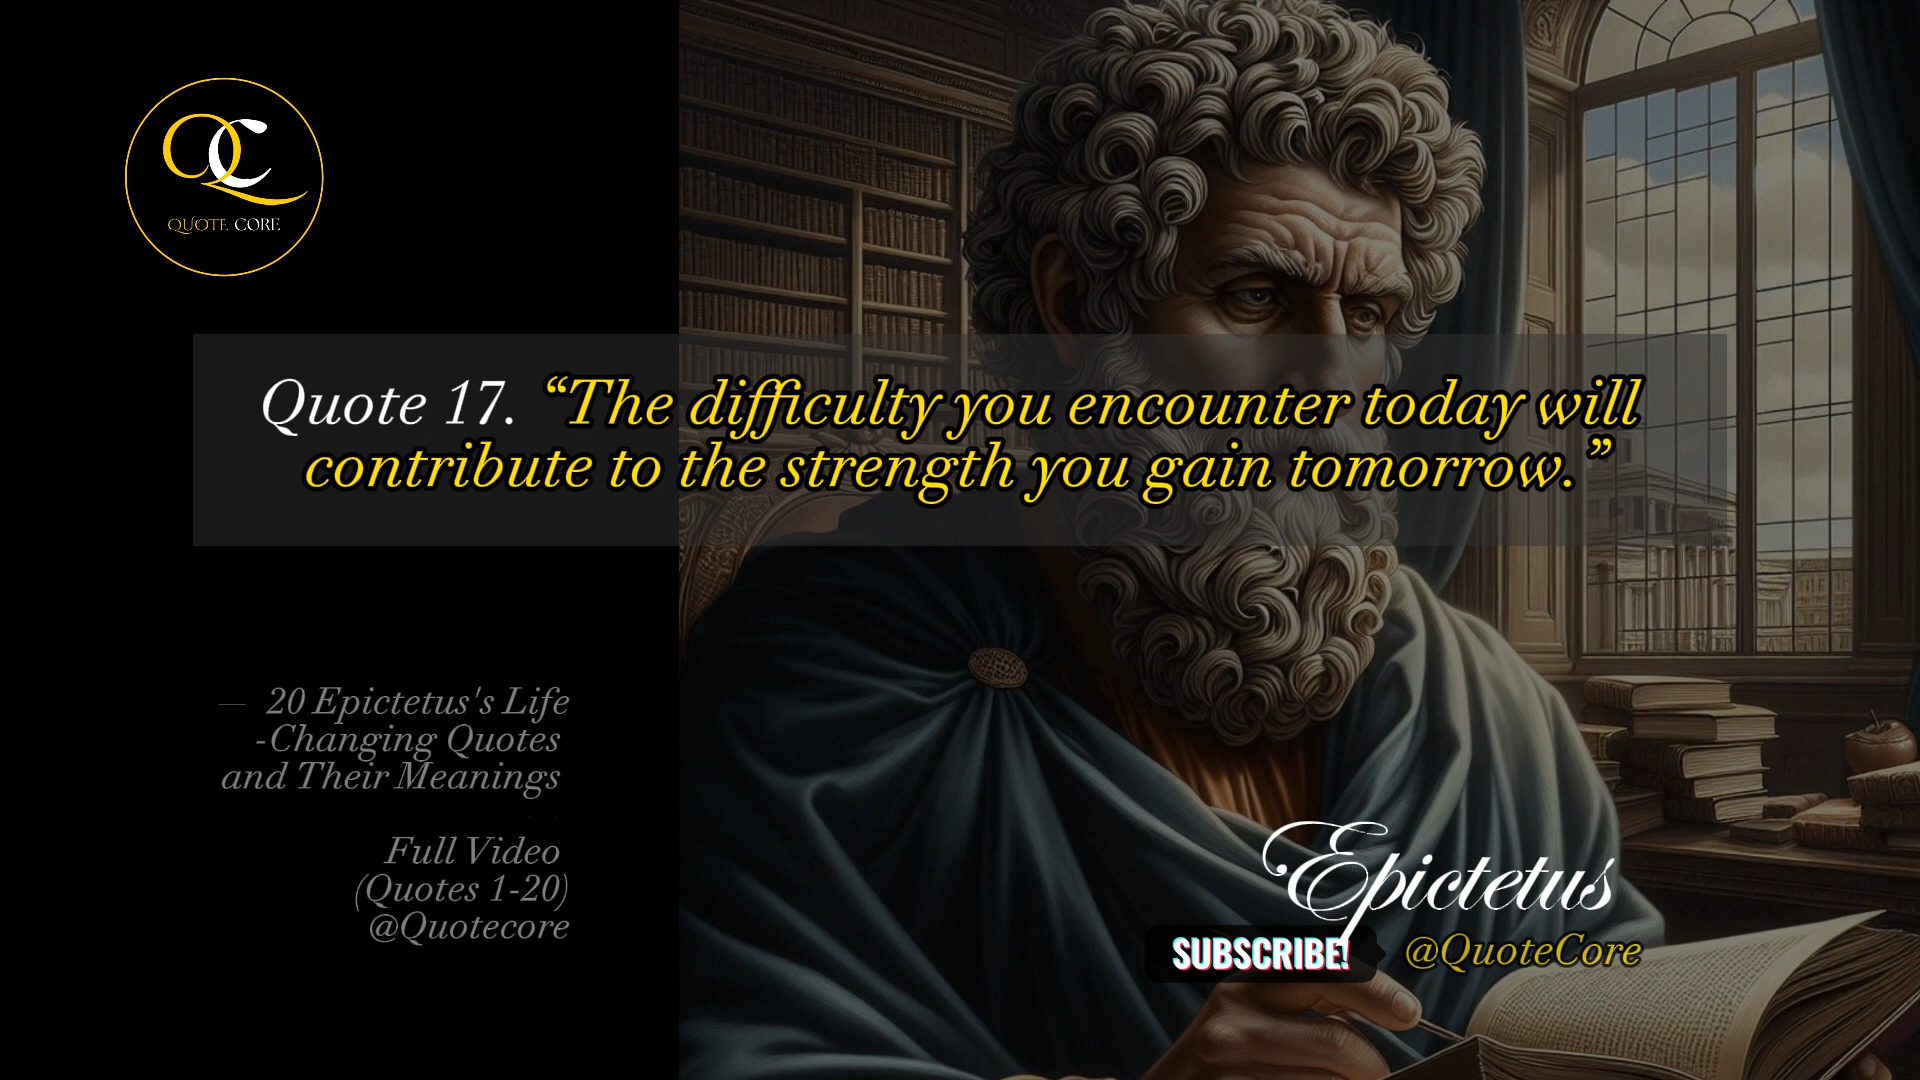 QC
QUOTE CORE
Quote 17. “The difficulty you encounter today will
contribute to the strength you gain tomorrow.”
— 20 Epictetus's Life
-Changing Quotes
and Their Meanings
Full Video
(Quotes 1-20)
@Quotecore
Epictetus
SUBSCRIBE!
@QuoteCore